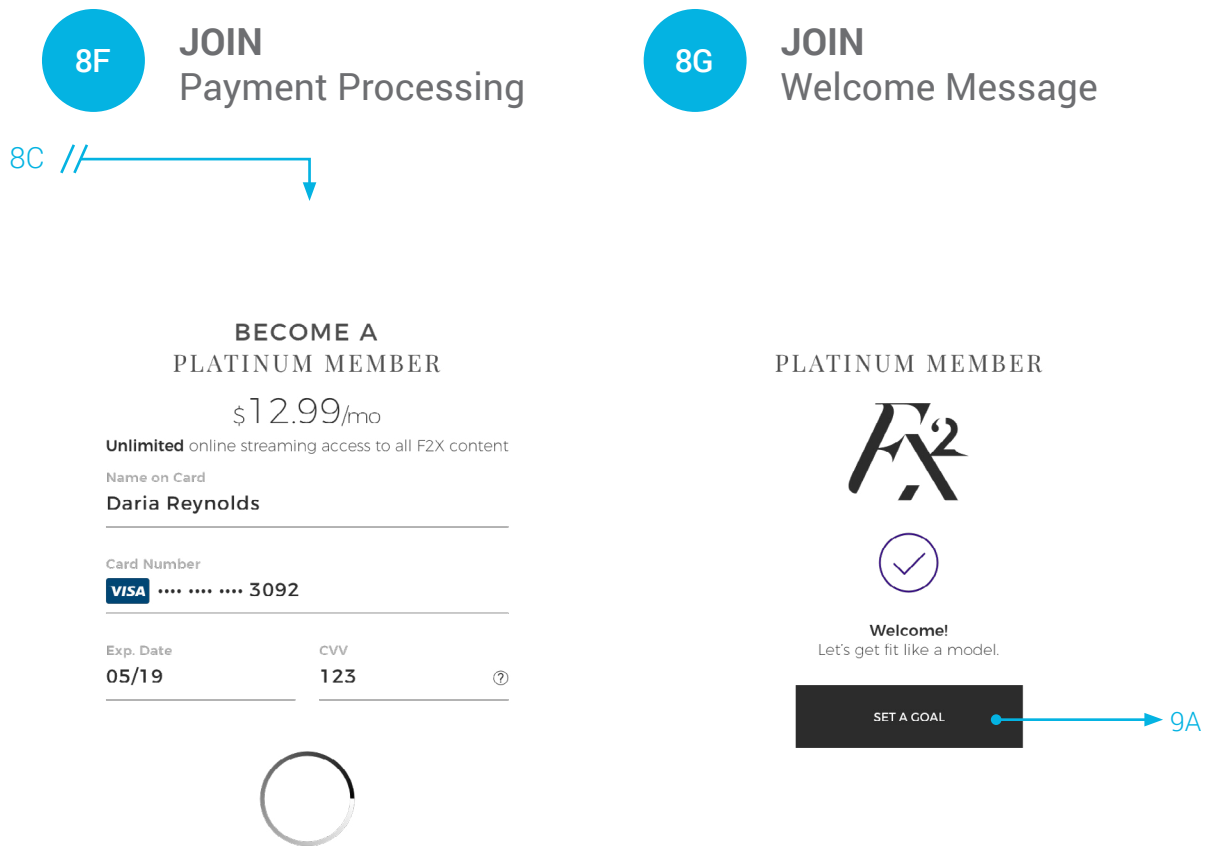 8F
JOIN
Payment Processing
8C
BECOME A
PLATINUM MEMBER
$12.99/mo
Unlimited online streaming access to all F2X content
Name on Card
Daria Reynolds
Card Number
VISA •••• •••• •••• 3092
Exp. Date
CVV
05/19
123
?
8G
JOIN
Welcome Message
PLATINUM MEMBER
FX2
Welcome!
Let's get fit like a model.
SET A GOAL
9A